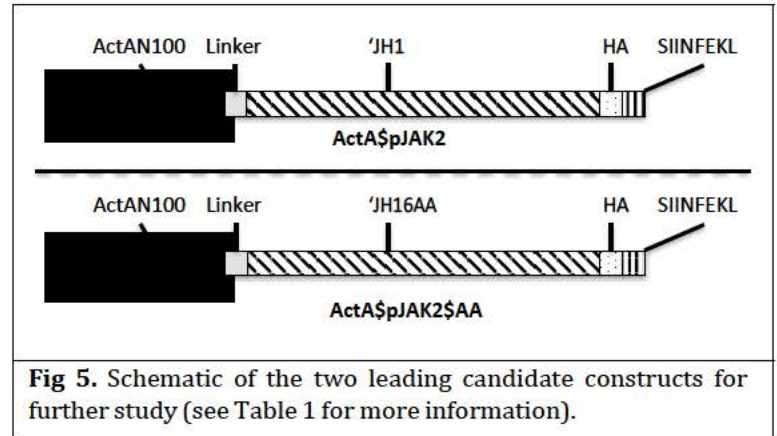 ActAN100 Linker ‘JH1 HA SIINFEKL
ActA$pJAK2
ActAN100 Linker ‘JH16AA HA SIINFEKL
ActA$pJAK2$AA
Fig 5. Schematic of the two leading candidate constructs for
further study (see Table 1 for more information).